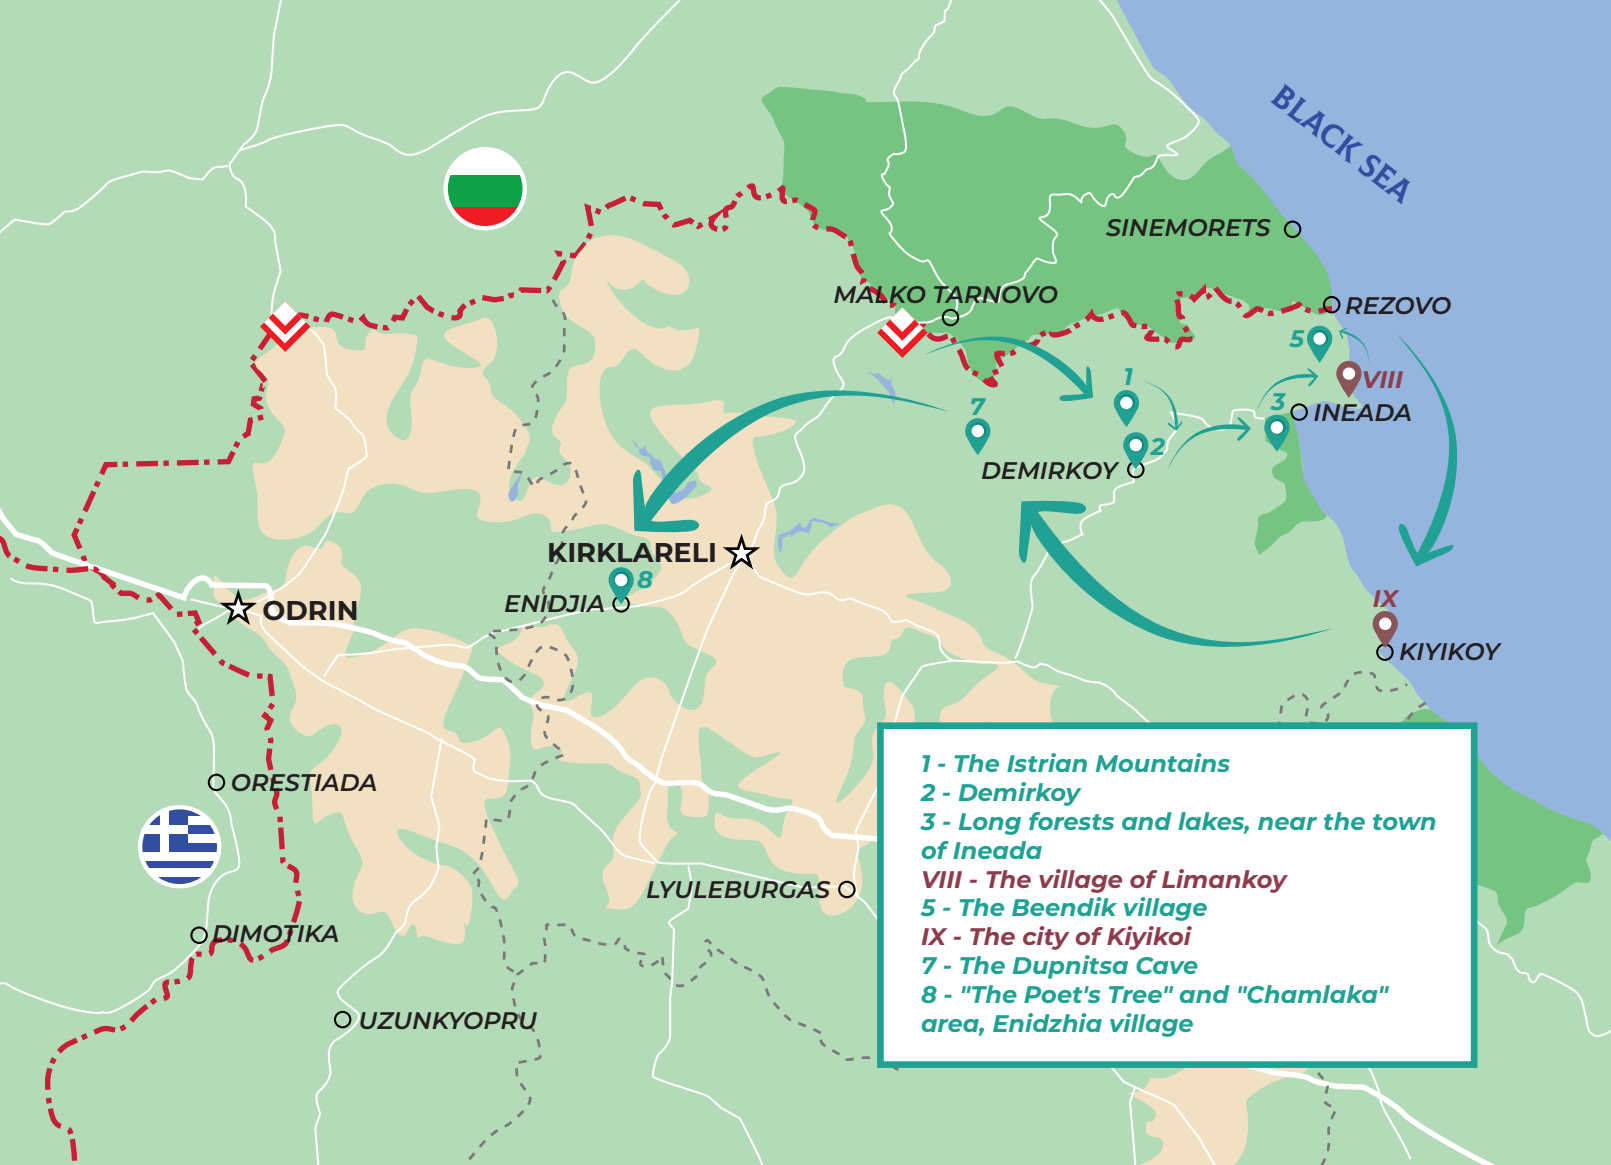 BLACK SEA
SINEMORETS
MALKO TARNOVO
REZOVO
5
VIII
1
7
3
INEADA
2
DEMIRKOY
KIRKLARELI
8
ENIDJIA
ODRIN
IX
KIYIKOY
ORESTIADA
LYULEBURGAS
DIMOTIKA
UZUNKYOPRU
1 - The Istrian Mountains
2 - Demirkoy
3 - Long forests and lakes, near the town
of Ineada
VIII - The village of Limankoy
5 - The Beendik village
IX - The city of Kiyikoi
7 - The Dupnitsa Cave
8 - "The Poet's Tree" and "Chamlaka"
area, Enidzhia village